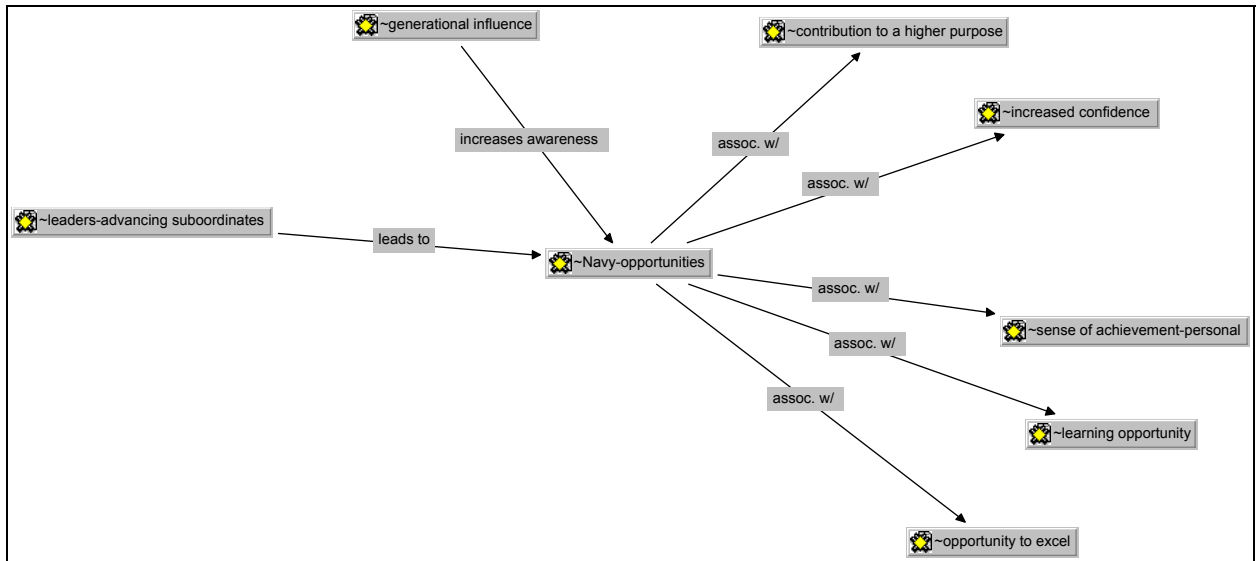 ~generational influence
~contribution to a higher purpose
~increased confidence
increases awareness
assoc. w/
assoc. w/
~leaders-advancing suboordinates
leads to
~Navy-opportunities
assoc. w/
~sense of achievement-personal
assoc. w/
assoc. w/
~learning opportunity
~opportunity to excel